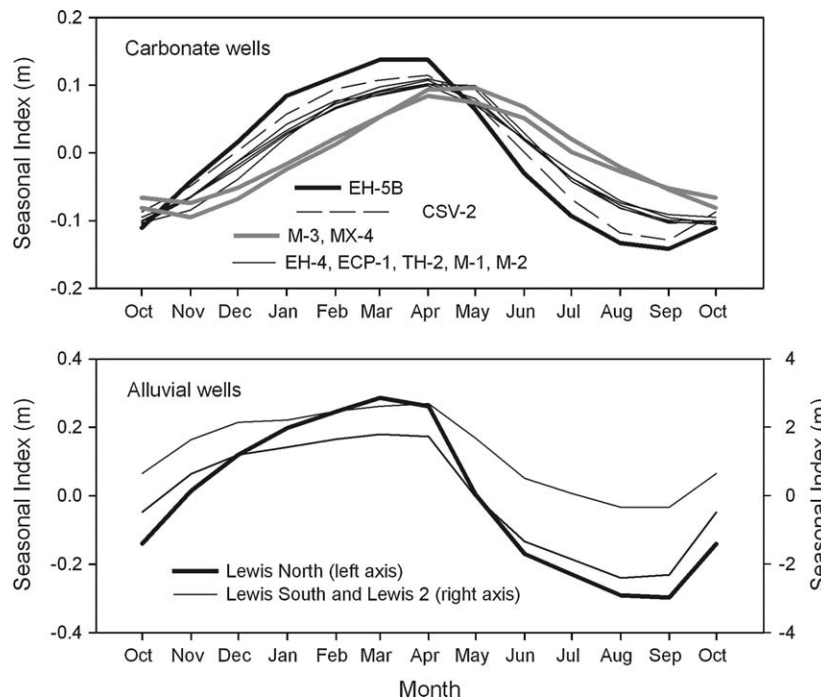 Carbonate wells
Seasonal Index (m)
0.2
0.1
0.0
-0.1
-0.2
EH-5B
CSV-2
M-3, MX-4
EH-4, ECP-1, TH-2, M-1, M-2
Oct Nov Dec Jan Feb Mar Apr May Jun Jul Aug Sep Oct
Alluvial wells
Seasonal Index (m)
0.4
0.2
0.0
-0.2
-0.4
4
2
0
-2
-4
Seasonal Index (m)
Lewis North (left axis)
Lewis South and Lewis 2 (right axis)
Oct Nov Dec Jan Feb Mar Apr May Jun Jul Aug Sep Oct
Month